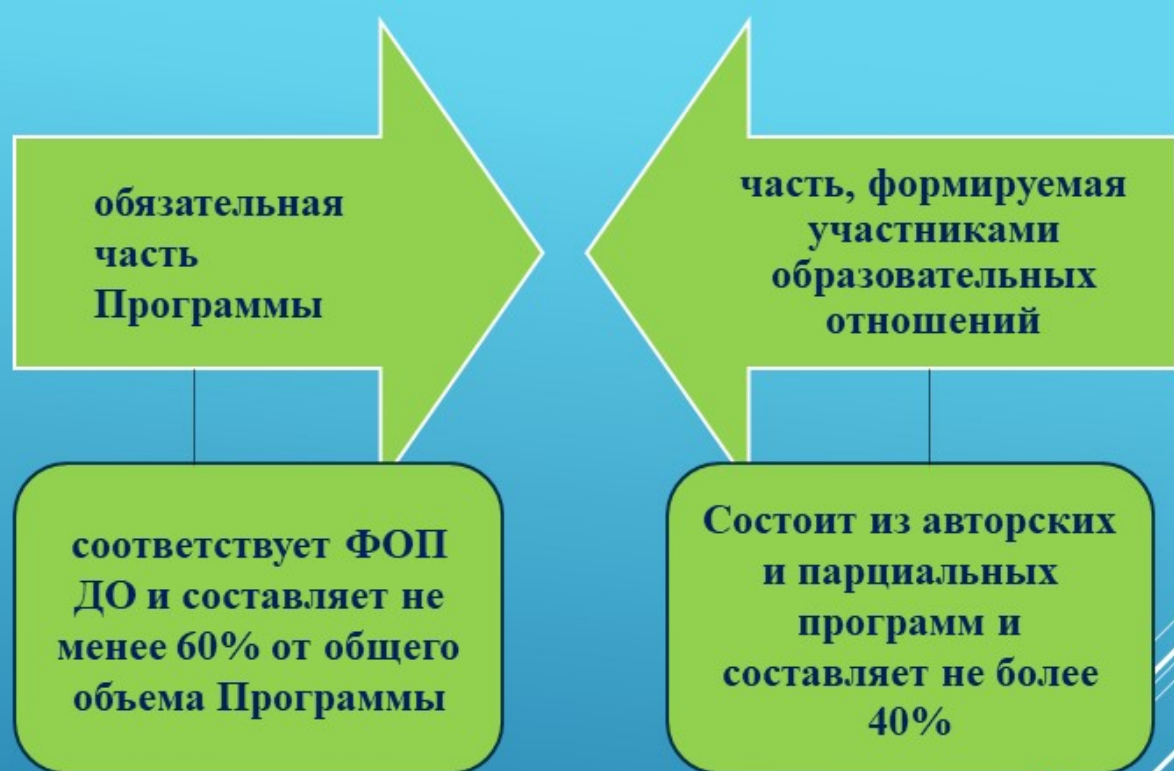 обязательная
часть
Программы
часть, формируемая
участниками
образовательных
отношений
соответствует ФОП
ДО и составляет не
менее 60% от общего
объема Программы
Состоит из авторских
и парциальных
программ и
составляет не более
40%